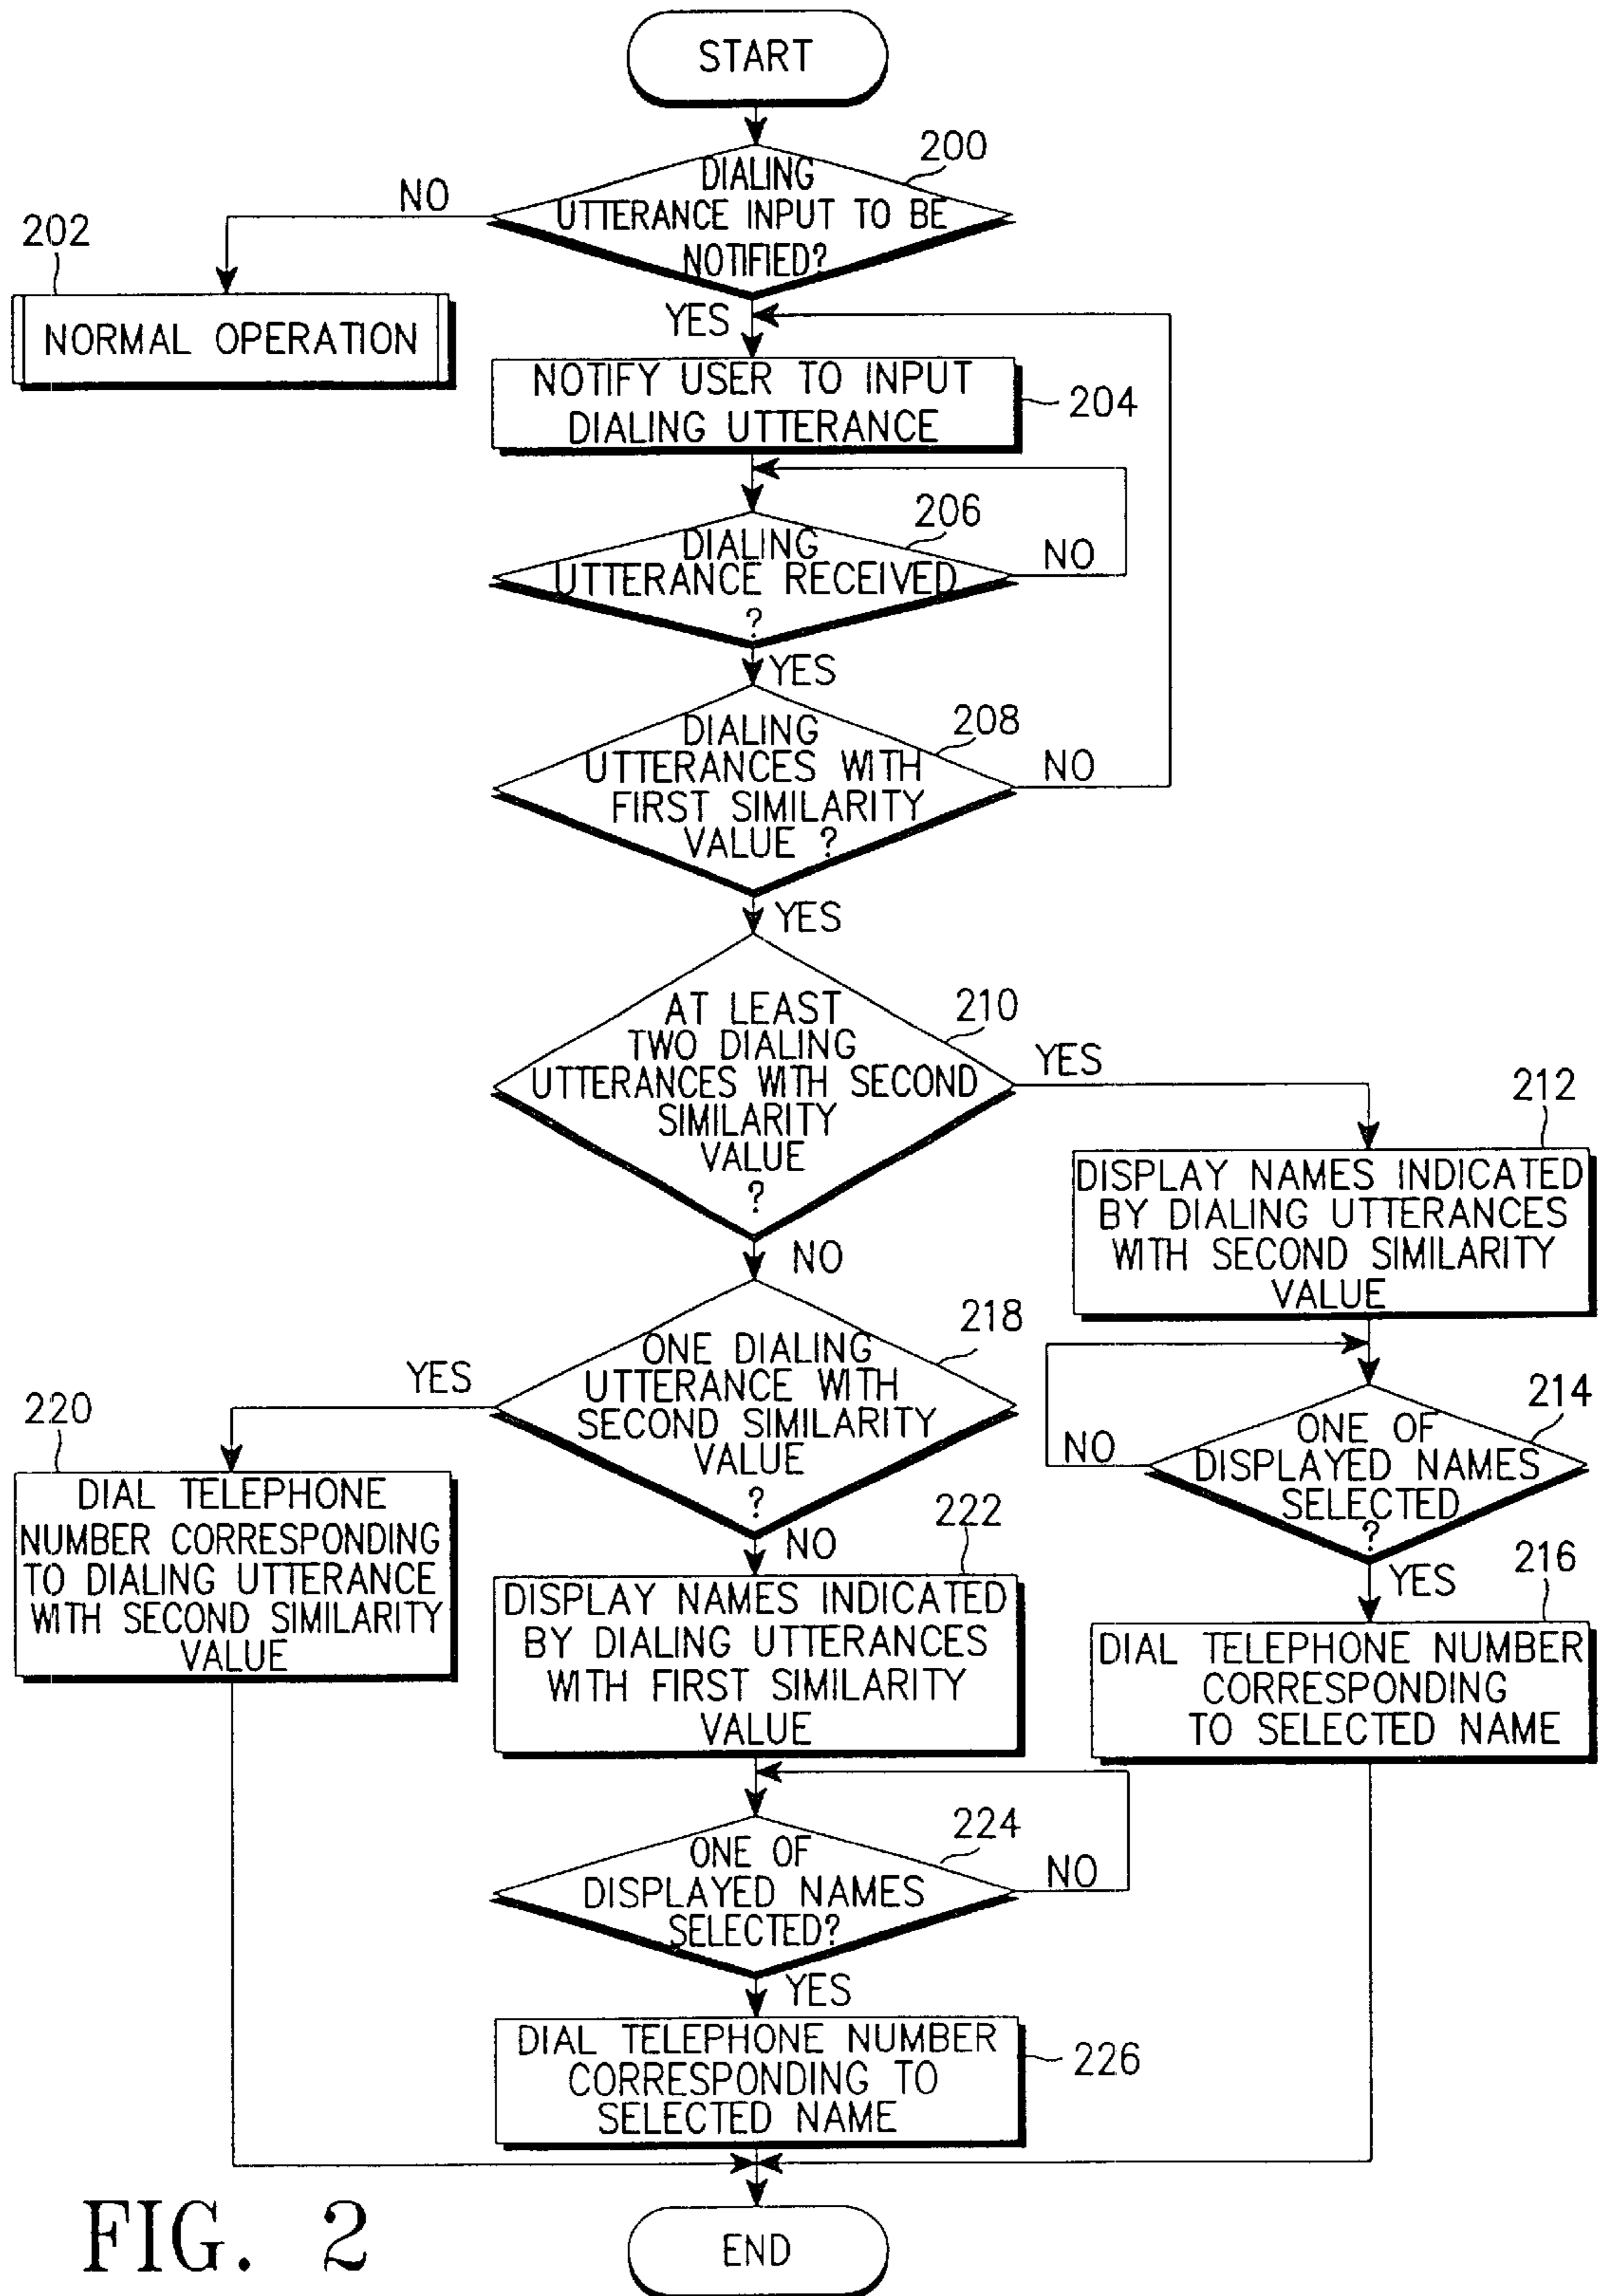 START
200
DIALING
UTTERANCE INPUT TO BE
NOTIFIED?
NO
202
NORMAL OPERATION
YES
NOTIFY USER TO INPUT
DIALING UTTERANCE
204
206
DIALING
UTTERANCE RECEIVED
?
NO
YES
208
DIALING
UTTERANCES WITH
FIRST SIMILARITY
VALUE ?
NO
YES
210
AT LEAST
TWO DIALING
UTTERANCES WITH SECOND
SIMILARITY
VALUE
?
YES
212
DISPLAY NAMES INDICATED
BY DIALING UTTERANCES
WITH SECOND SIMILARITY
VALUE
NO
218
ONE DIALING
UTTERANCE WITH
SECOND SIMILARITY
VALUE
?
YES
220
DIAL TELEPHONE
NUMBER CORRESPONDING
TO DIALING UTTERANCE
WITH SECOND SIMILARITY
VALUE
214
ONE OF
DISPLAYED NAMES
SELECTED
?
NO
YES
216
DIAL TELEPHONE NUMBER
CORRESPONDING
TO SELECTED NAME
NO
222
DISPLAY NAMES INDICATED
BY DIALING UTTERANCES
WITH FIRST SIMILARITY
VALUE
224
ONE OF
DISPLAYED NAMES
SELECTED?
NO
YES
DIAL TELEPHONE NUMBER
CORRESPONDING TO
SELECTED NAME
226
END
FIG. 2